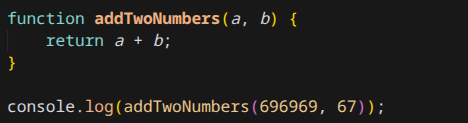 function addTwoNumbers(a, b) {
    return a + b;
}

console.log(addTwoNumbers(696969, 67));